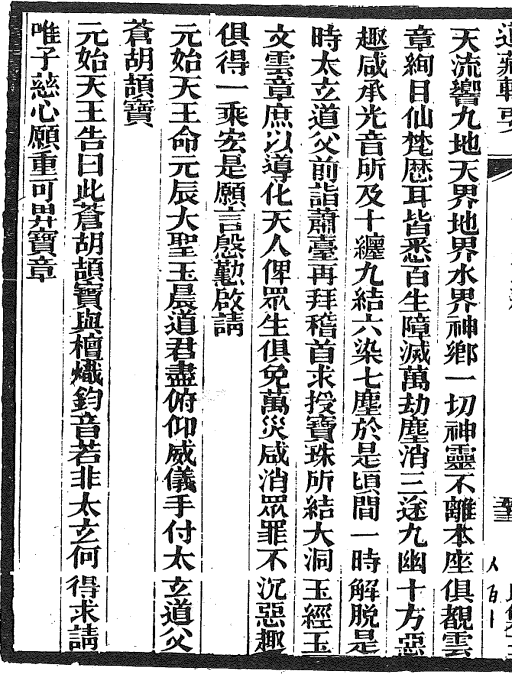 道藏輯要
天流響九地天界地界水界神鄉一切神靈不離本座俱覩雲
章絢目仙梵歷耳皆悉百生障滅萬劫塵消三途九幽十方惡
趣咸承光音所及十纏九結六染七塵於是頃間一時解脫是
時太玄道父前詣蕭臺再拜稽首求授寶珠所結大洞玉經玉
文雲章庶以導化天人俾眾生俱免萬災咸消眾罪不沉惡趣
俱得一乘宏是願言慇懃啟請
元始天王命元辰大聖玉晨道君盡俯仰威儀手付太玄道父
蒼胡頡寶
元始天王告曰此蒼胡頡寶與檀熾鈞音若非太玄何得求請
唯子慈心願重可畀寶章